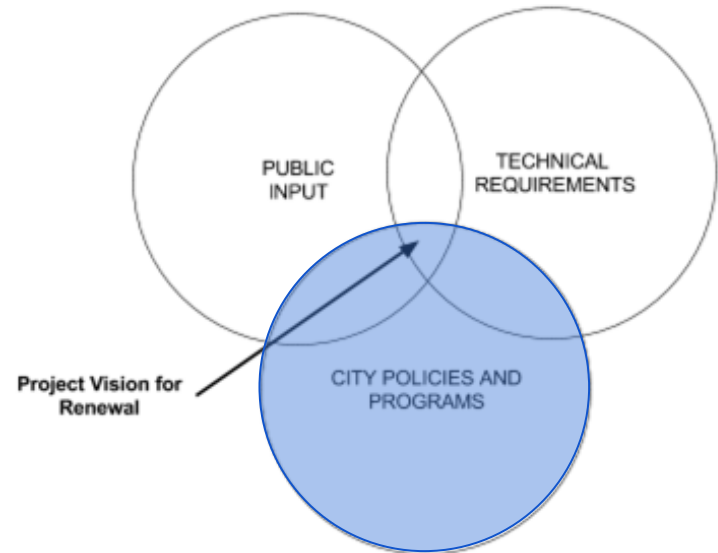 PUBLIC
INPUT
TECHNICAL
REQUIREMENTS
Project Vision for
Renewal
CITY POLICIES AND
PROGRAMS